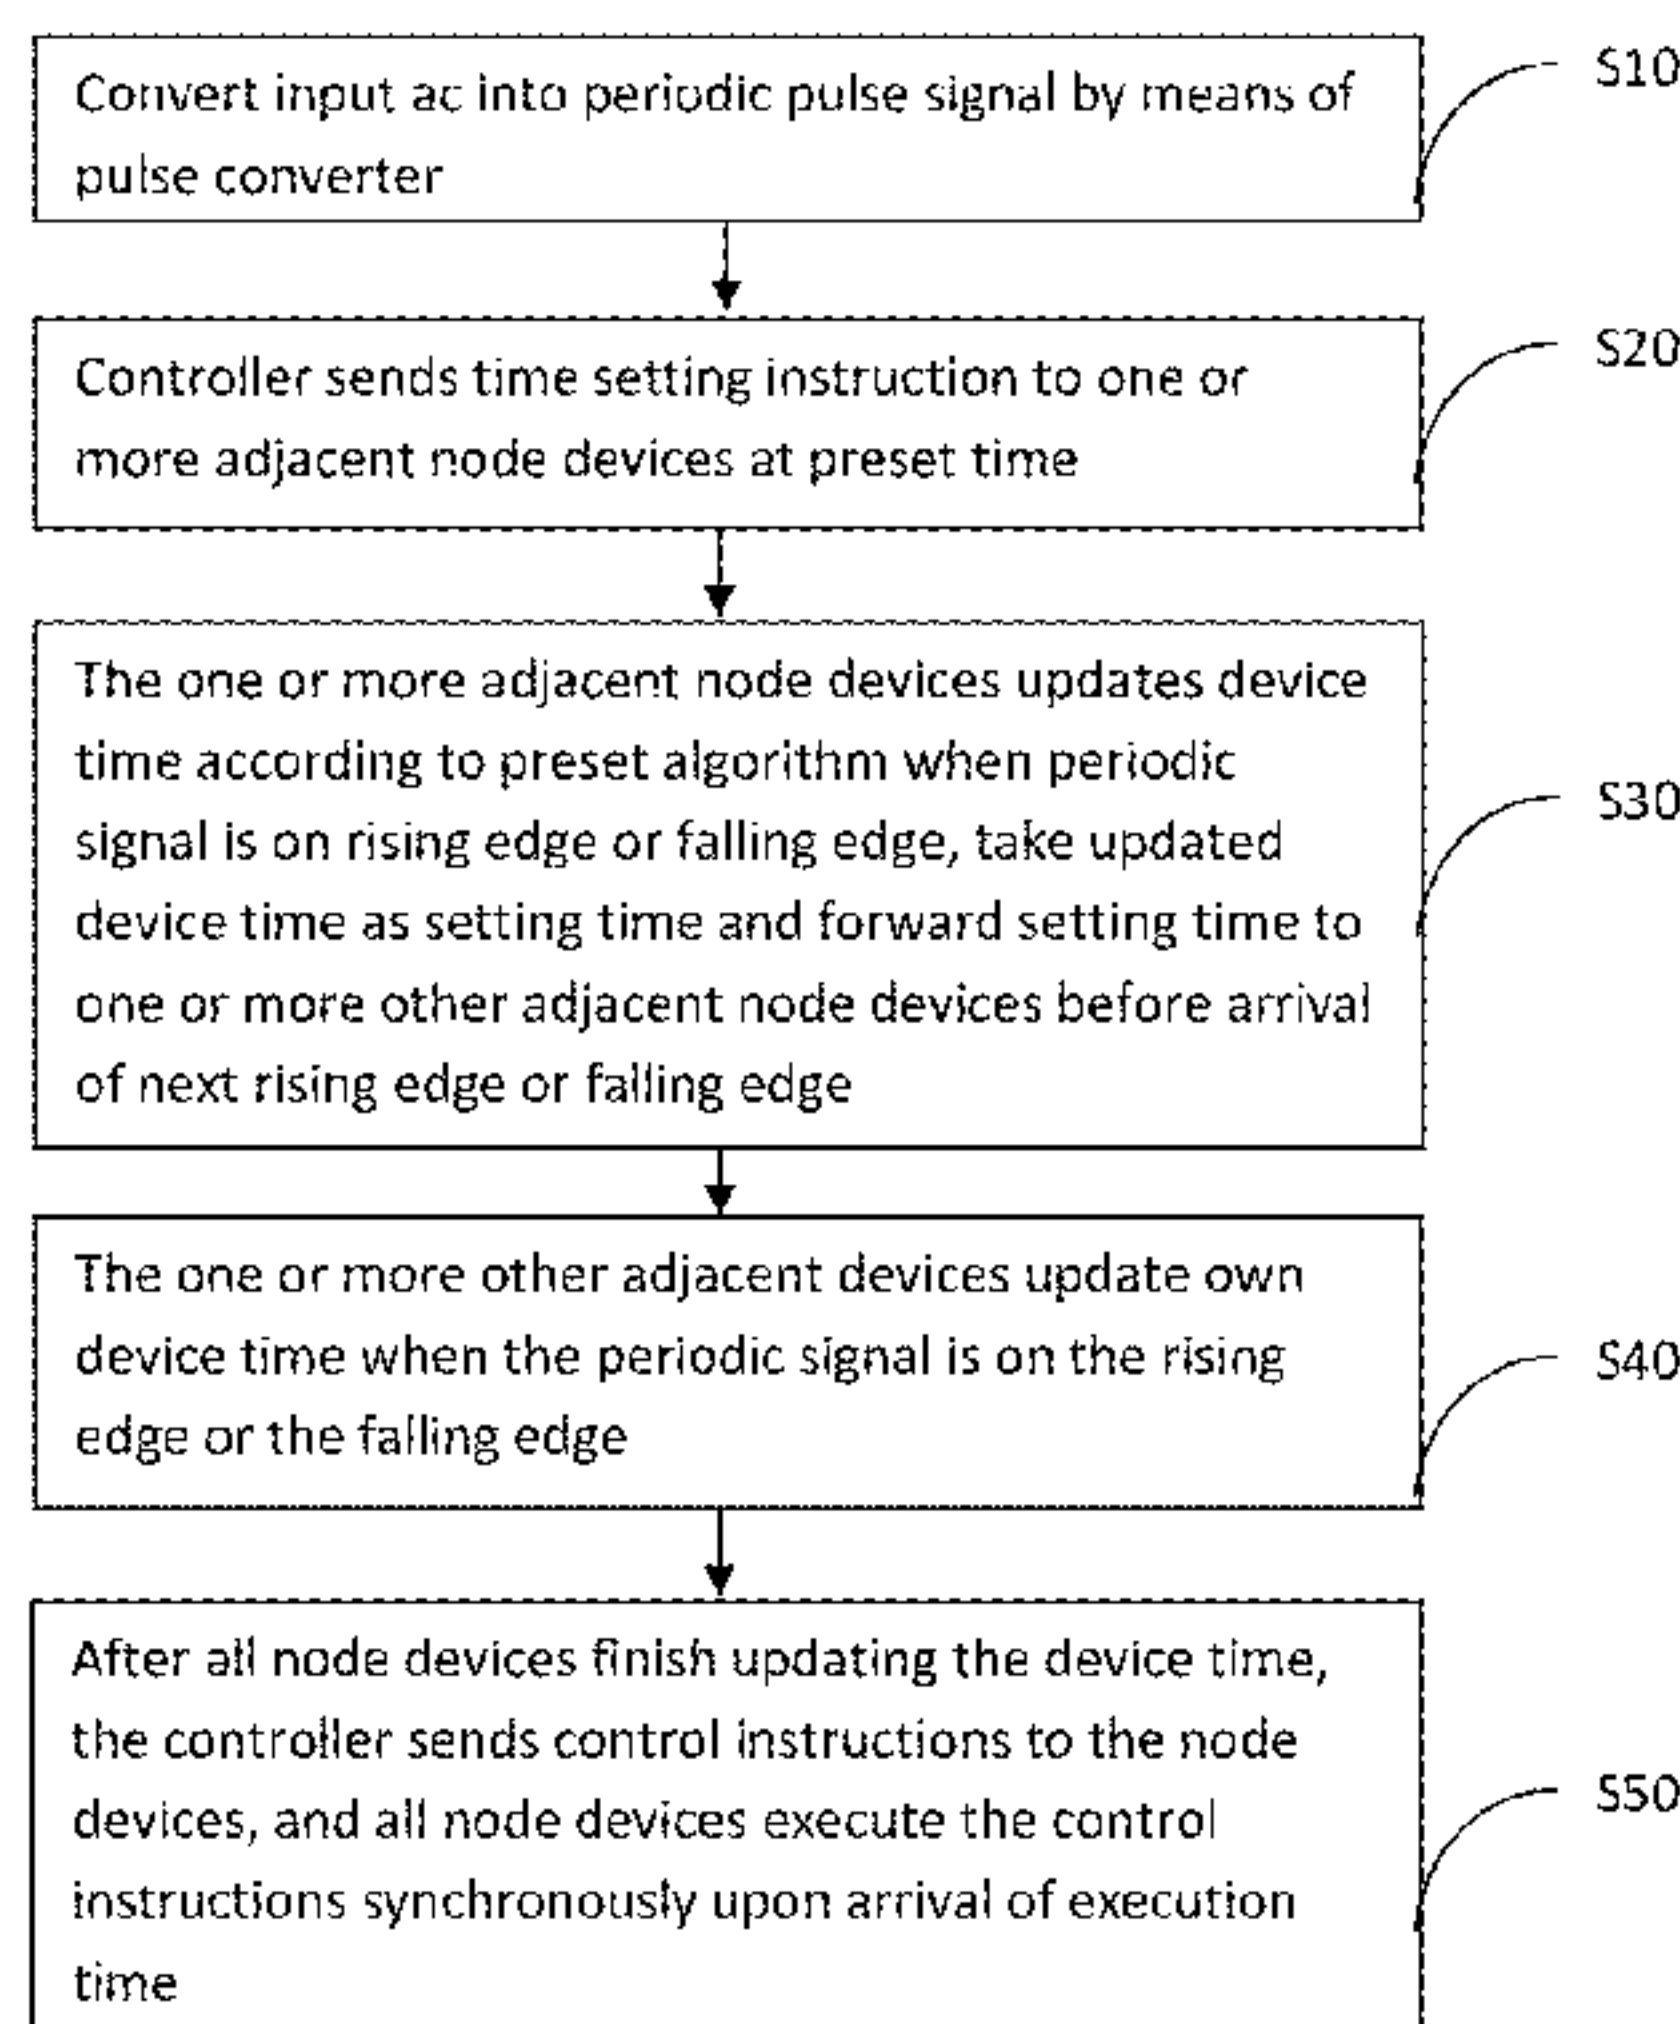 Convert input ac into periodic pulse signal by means of
pulse converter
S10
Controller sends time setting instruction to one or
more adjacent node devices at preset time
S20
The one or more adjacent node devices updates device
time according to preset algorithm when periodic
signal is on rising edge or falling edge, take updated
device time as setting time and forward setting time to
one or more other adjacent node devices before arrival
of next rising edge or falling edge
S30
The one or more other adjacent devices update own
device time when the periodic signal is on the rising
edge or the falling edge
S40
After all node devices finish updating the device time,
the controller sends control instructions to the node
devices, and all node devices execute the control
instructions synchronously upon arrival of execution
time
S50